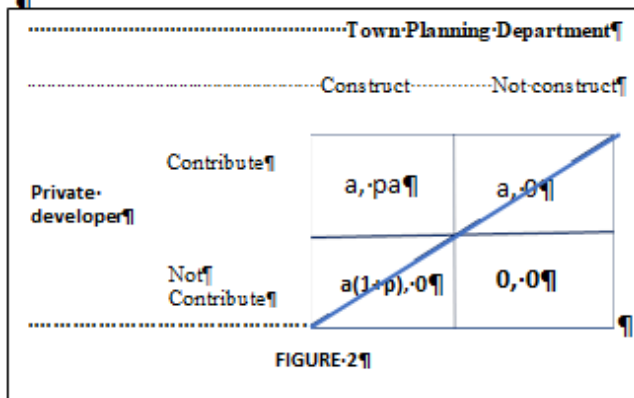 ¶
Town Planning Department¶
Construct Not construct¶
Contribute¶ a, pa¶ a, 0¶
Private
developer¶
Not¶
Contribute¶ a(1+p), 0¶ 0, 0¶
¶
FIGURE 2¶